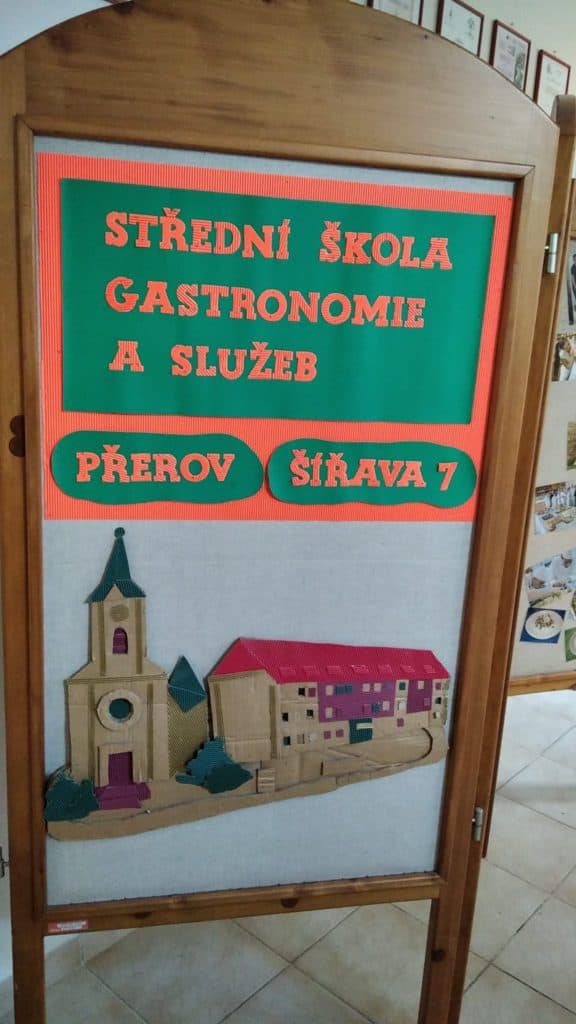 STŘEDNÍ ŠKOLA
GASTRONOMIE
A SLUŽEB
PŘEROV ŠÍŘAVA 7